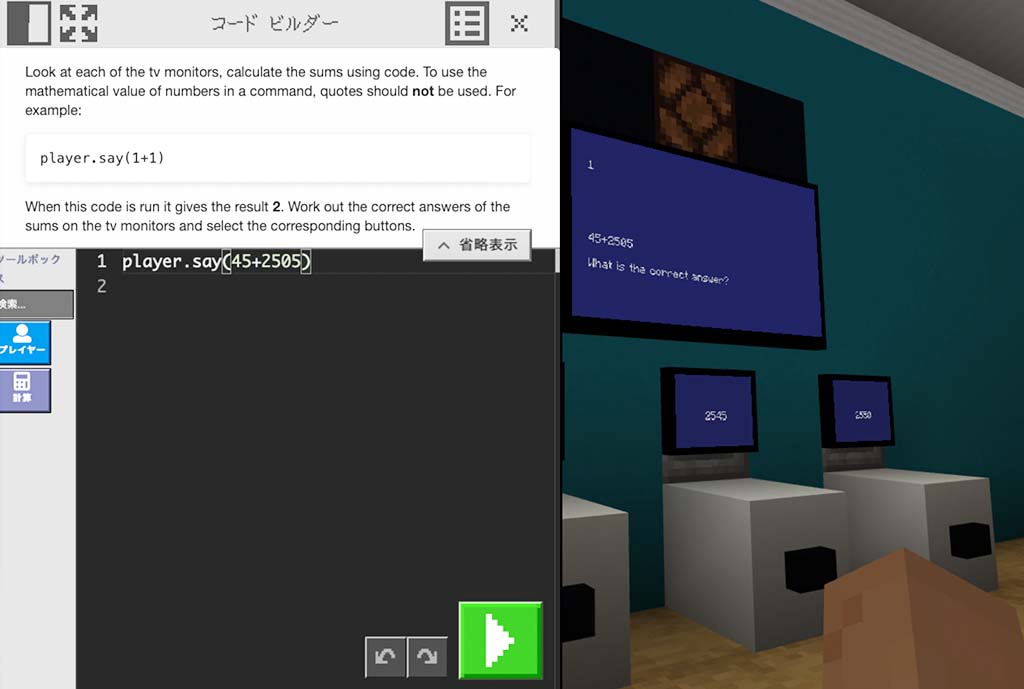 コード ビルダー
Look at each of the tv monitors, calculate the sums using code. To use the
mathematical value of numbers in a command, quotes should not be used. For
example:
player.say(1+1)
When this code is run it gives the result 2. Work out the correct answers of the
sums on the tv monitors and select the corresponding buttons.
省略表示
ツールボック
ス
検索...
プレイヤー
計算
1 player.say(45+2505)
2
1
45+2505
What is the correct answer?
2545
2550